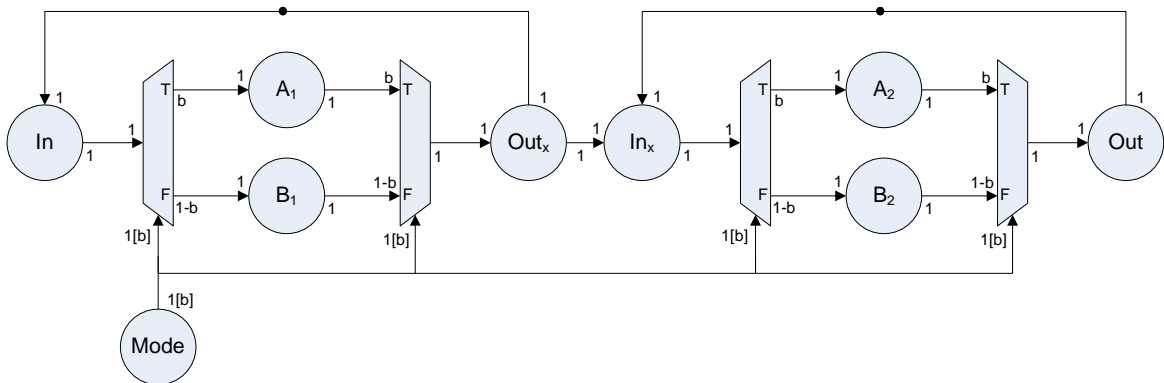 1 1 1 1
T b 1 A₁ 1 b T
In 1 1
1 1 Outₓ 1 1 Inₓ 1 1
T b 1 A₂ 1 b T
1 1 Out
F 1-b 1 B₁ 1 1-b F
F 1-b 1 B₂ 1 1-b F
1[b] 1[b] 1[b] 1[b]
1[b]
Mode